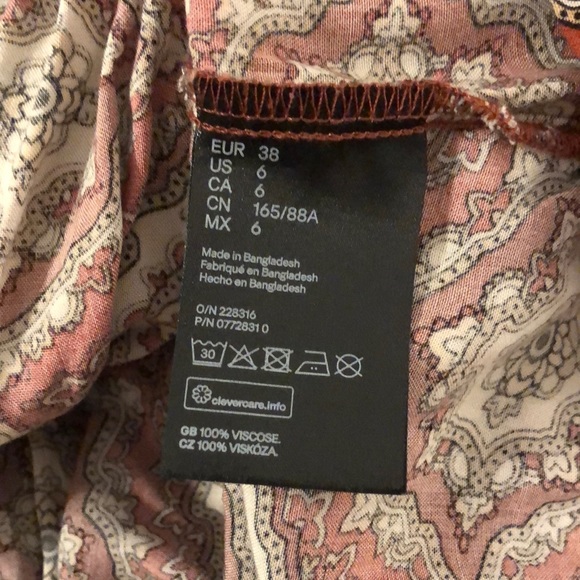 EUR 38
US 6
CA 6
CN 165/88A
MX 6
Made in Bangladesh
Fabriqué en Bangladesh
Hecho en Bangladesh
O/N 228316
P/N 0772831 0
30
clevercare.info
GB 100% VISCOSE.
CZ 100% VISKÓZA.